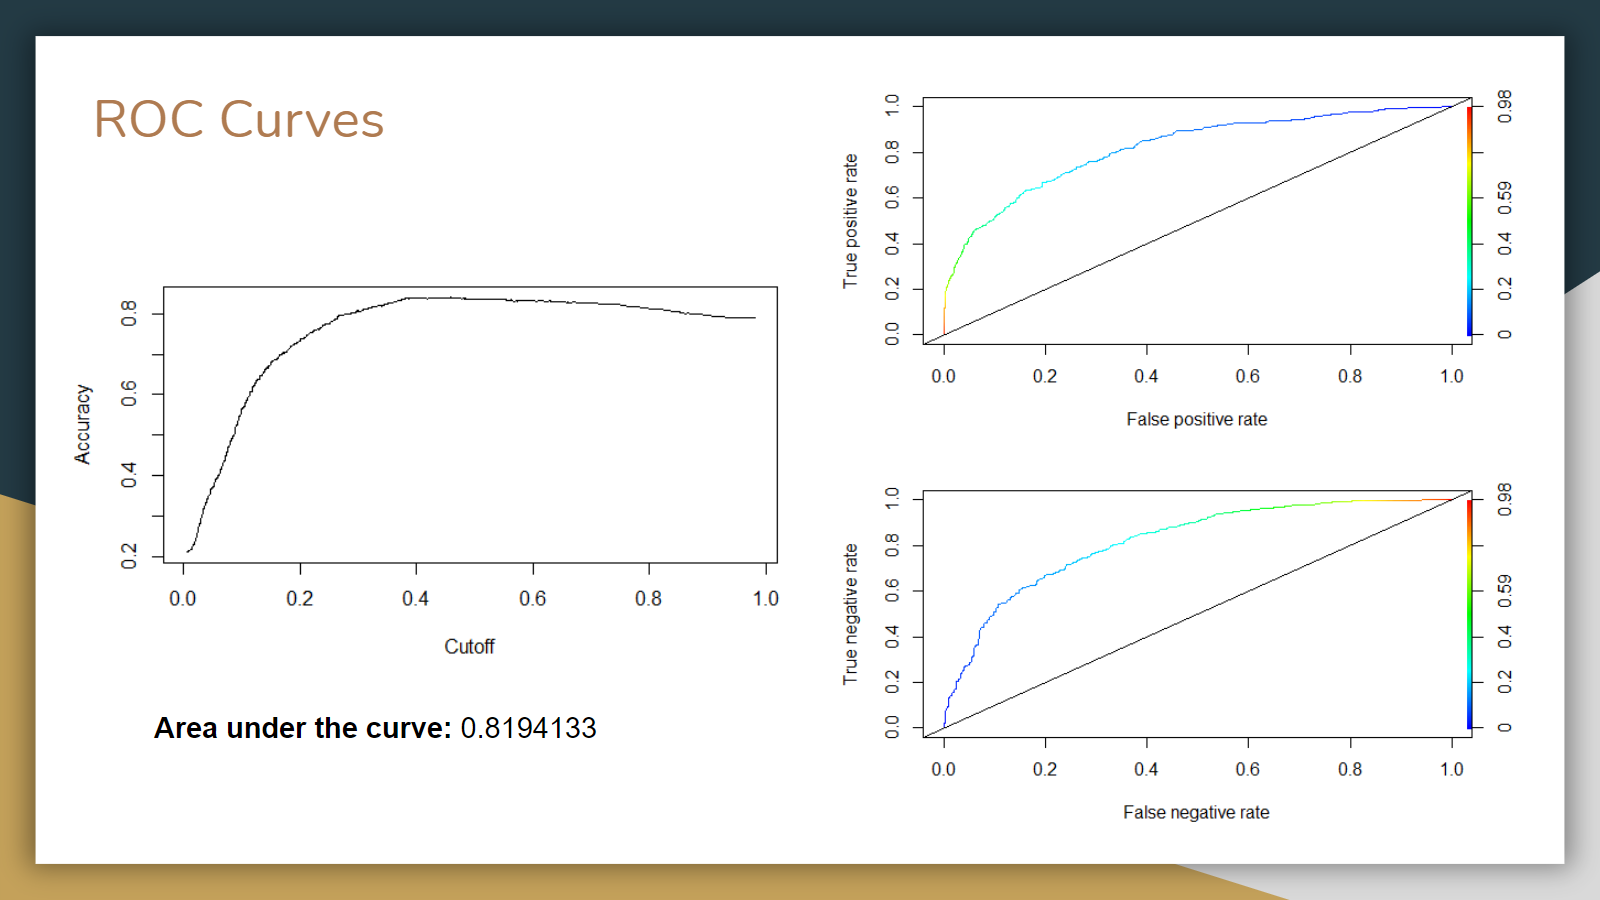 ROC Curves
Accuracy
0.2 0.4 0.6 0.8
0.0 0.2 0.4 0.6 0.8 1.0
Cutoff
Area under the curve: 0.8194133
True positive rate
0.0 0.2 0.4 0.6 0.8 1.0
0.0 0.2 0.4 0.6 0.8 1.0
False positive rate
0 0.2 0.4 0.59 0.98
True negative rate
0.0 0.2 0.4 0.6 0.8 1.0
0.0 0.2 0.4 0.6 0.8 1.0
False negative rate
0 0.2 0.4 0.59 0.98